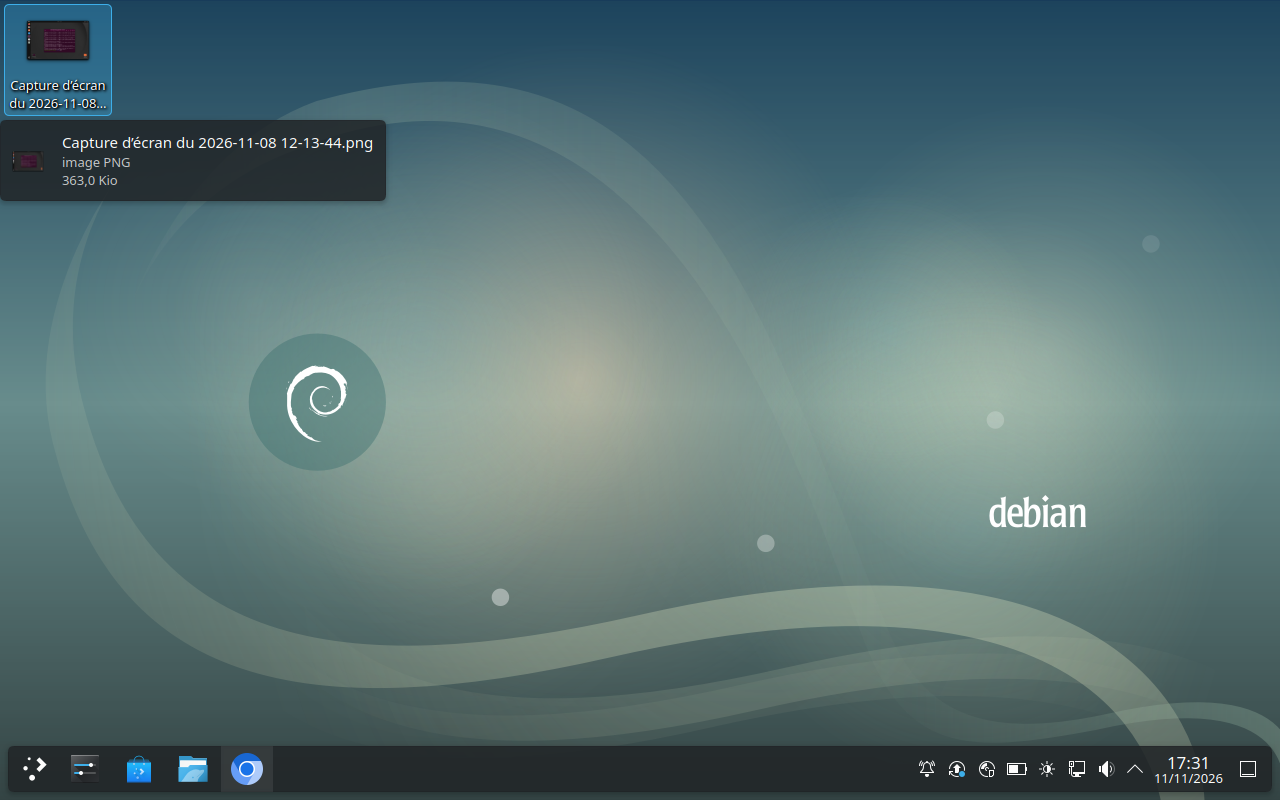 Capture d’écran
du 2026-11-08...
Capture d’écran du 2026-11-08 12-13-44.png
image PNG
363,0 Kio
debian
17:31
11/11/2026